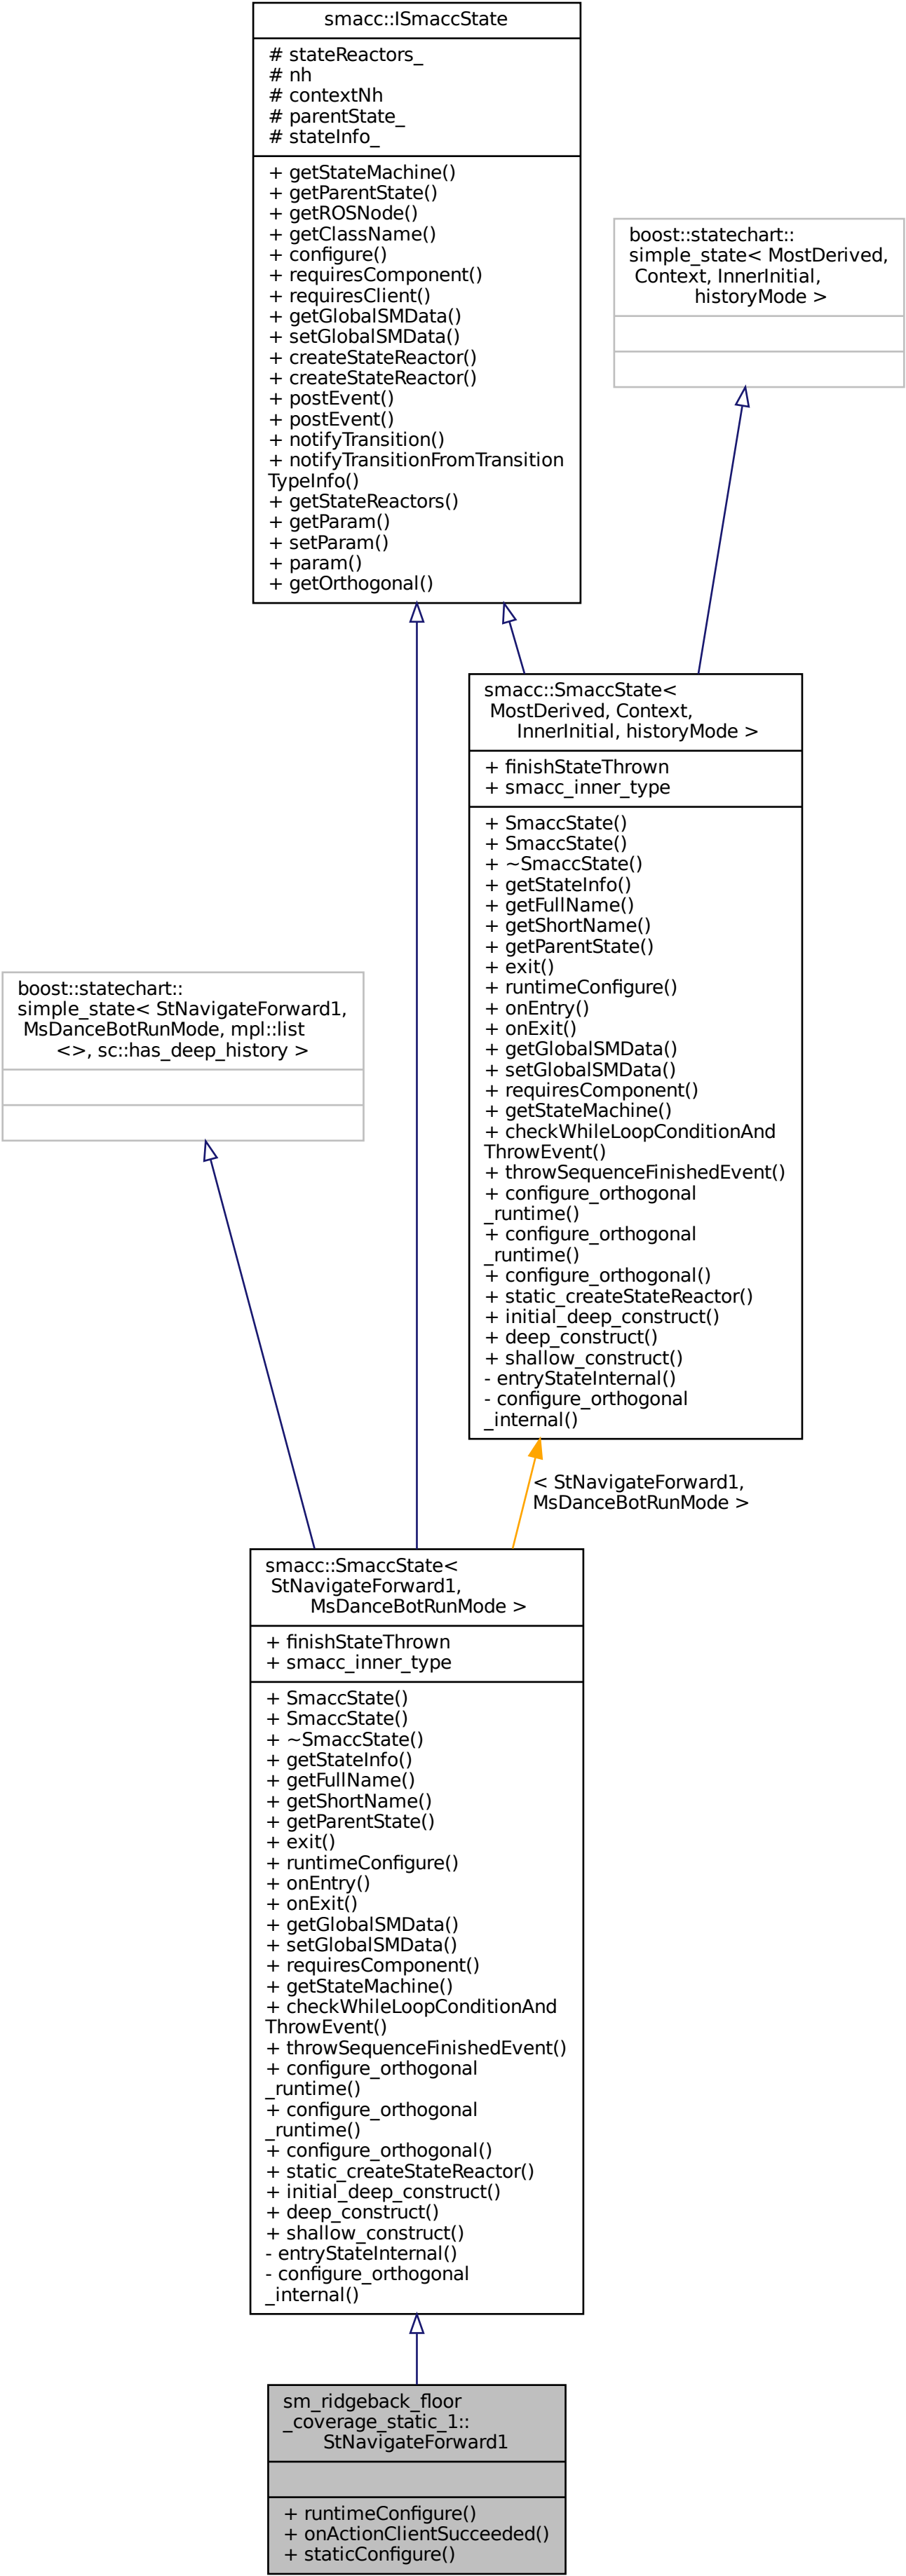 smacc::ISmaccState
# stateReactors_
# nh
# contextNh
# parentState_
# stateInfo_
+ getStateMachine()
+ getParentState()
+ getROSNode()
+ getClassName()
+ configure()
+ requiresComponent()
+ requiresClient()
+ getGlobalSMData()
+ setGlobalSMData()
+ createStateReactor()
+ createStateReactor()
+ postEvent()
+ postEvent()
+ notifyTransition()
+ notifyTransitionFromTransition
TypeInfo()
+ getStateReactors()
+ getParam()
+ setParam()
+ param()
+ getOrthogonal()
boost::statechart::
simple_state< MostDerived,
Context, InnerInitial,
historyMode >
smacc::SmaccState<
MostDerived, Context,
InnerInitial, historyMode >
+ finishStateThrown
+ smacc_inner_type
+ SmaccState()
+ SmaccState()
+ ~SmaccState()
+ getStateInfo()
+ getFullName()
+ getShortName()
+ getParentState()
+ exit()
+ runtimeConfigure()
+ onEntry()
+ onExit()
+ getGlobalSMData()
+ setGlobalSMData()
+ requiresComponent()
+ getStateMachine()
+ checkWhileLoopConditionAnd
ThrowEvent()
+ throwSequenceFinishedEvent()
+ configure_orthogonal
_runtime()
+ configure_orthogonal
_runtime()
+ configure_orthogonal()
+ static_createStateReactor()
+ initial_deep_construct()
+ deep_construct()
+ shallow_construct()
- entryStateInternal()
- configure_orthogonal
_internal()
boost::statechart::
simple_state< StNavigateForward1,
MsDanceBotRunMode, mpl::list
<>, sc::has_deep_history >
< StNavigateForward1,
MsDanceBotRunMode >
smacc::SmaccState<
StNavigateForward1,
MsDanceBotRunMode >
+ finishStateThrown
+ smacc_inner_type
+ SmaccState()
+ SmaccState()
+ ~SmaccState()
+ getStateInfo()
+ getFullName()
+ getShortName()
+ getParentState()
+ exit()
+ runtimeConfigure()
+ onEntry()
+ onExit()
+ getGlobalSMData()
+ setGlobalSMData()
+ requiresComponent()
+ getStateMachine()
+ checkWhileLoopConditionAnd
ThrowEvent()
+ throwSequenceFinishedEvent()
+ configure_orthogonal
_runtime()
+ configure_orthogonal
_runtime()
+ configure_orthogonal()
+ static_createStateReactor()
+ initial_deep_construct()
+ deep_construct()
+ shallow_construct()
- entryStateInternal()
- configure_orthogonal
_internal()
sm_ridgeback_floor
_coverage_static_1::
StNavigateForward1
+ runtimeConfigure()
+ onActionClientSucceeded()
+ staticConfigure()